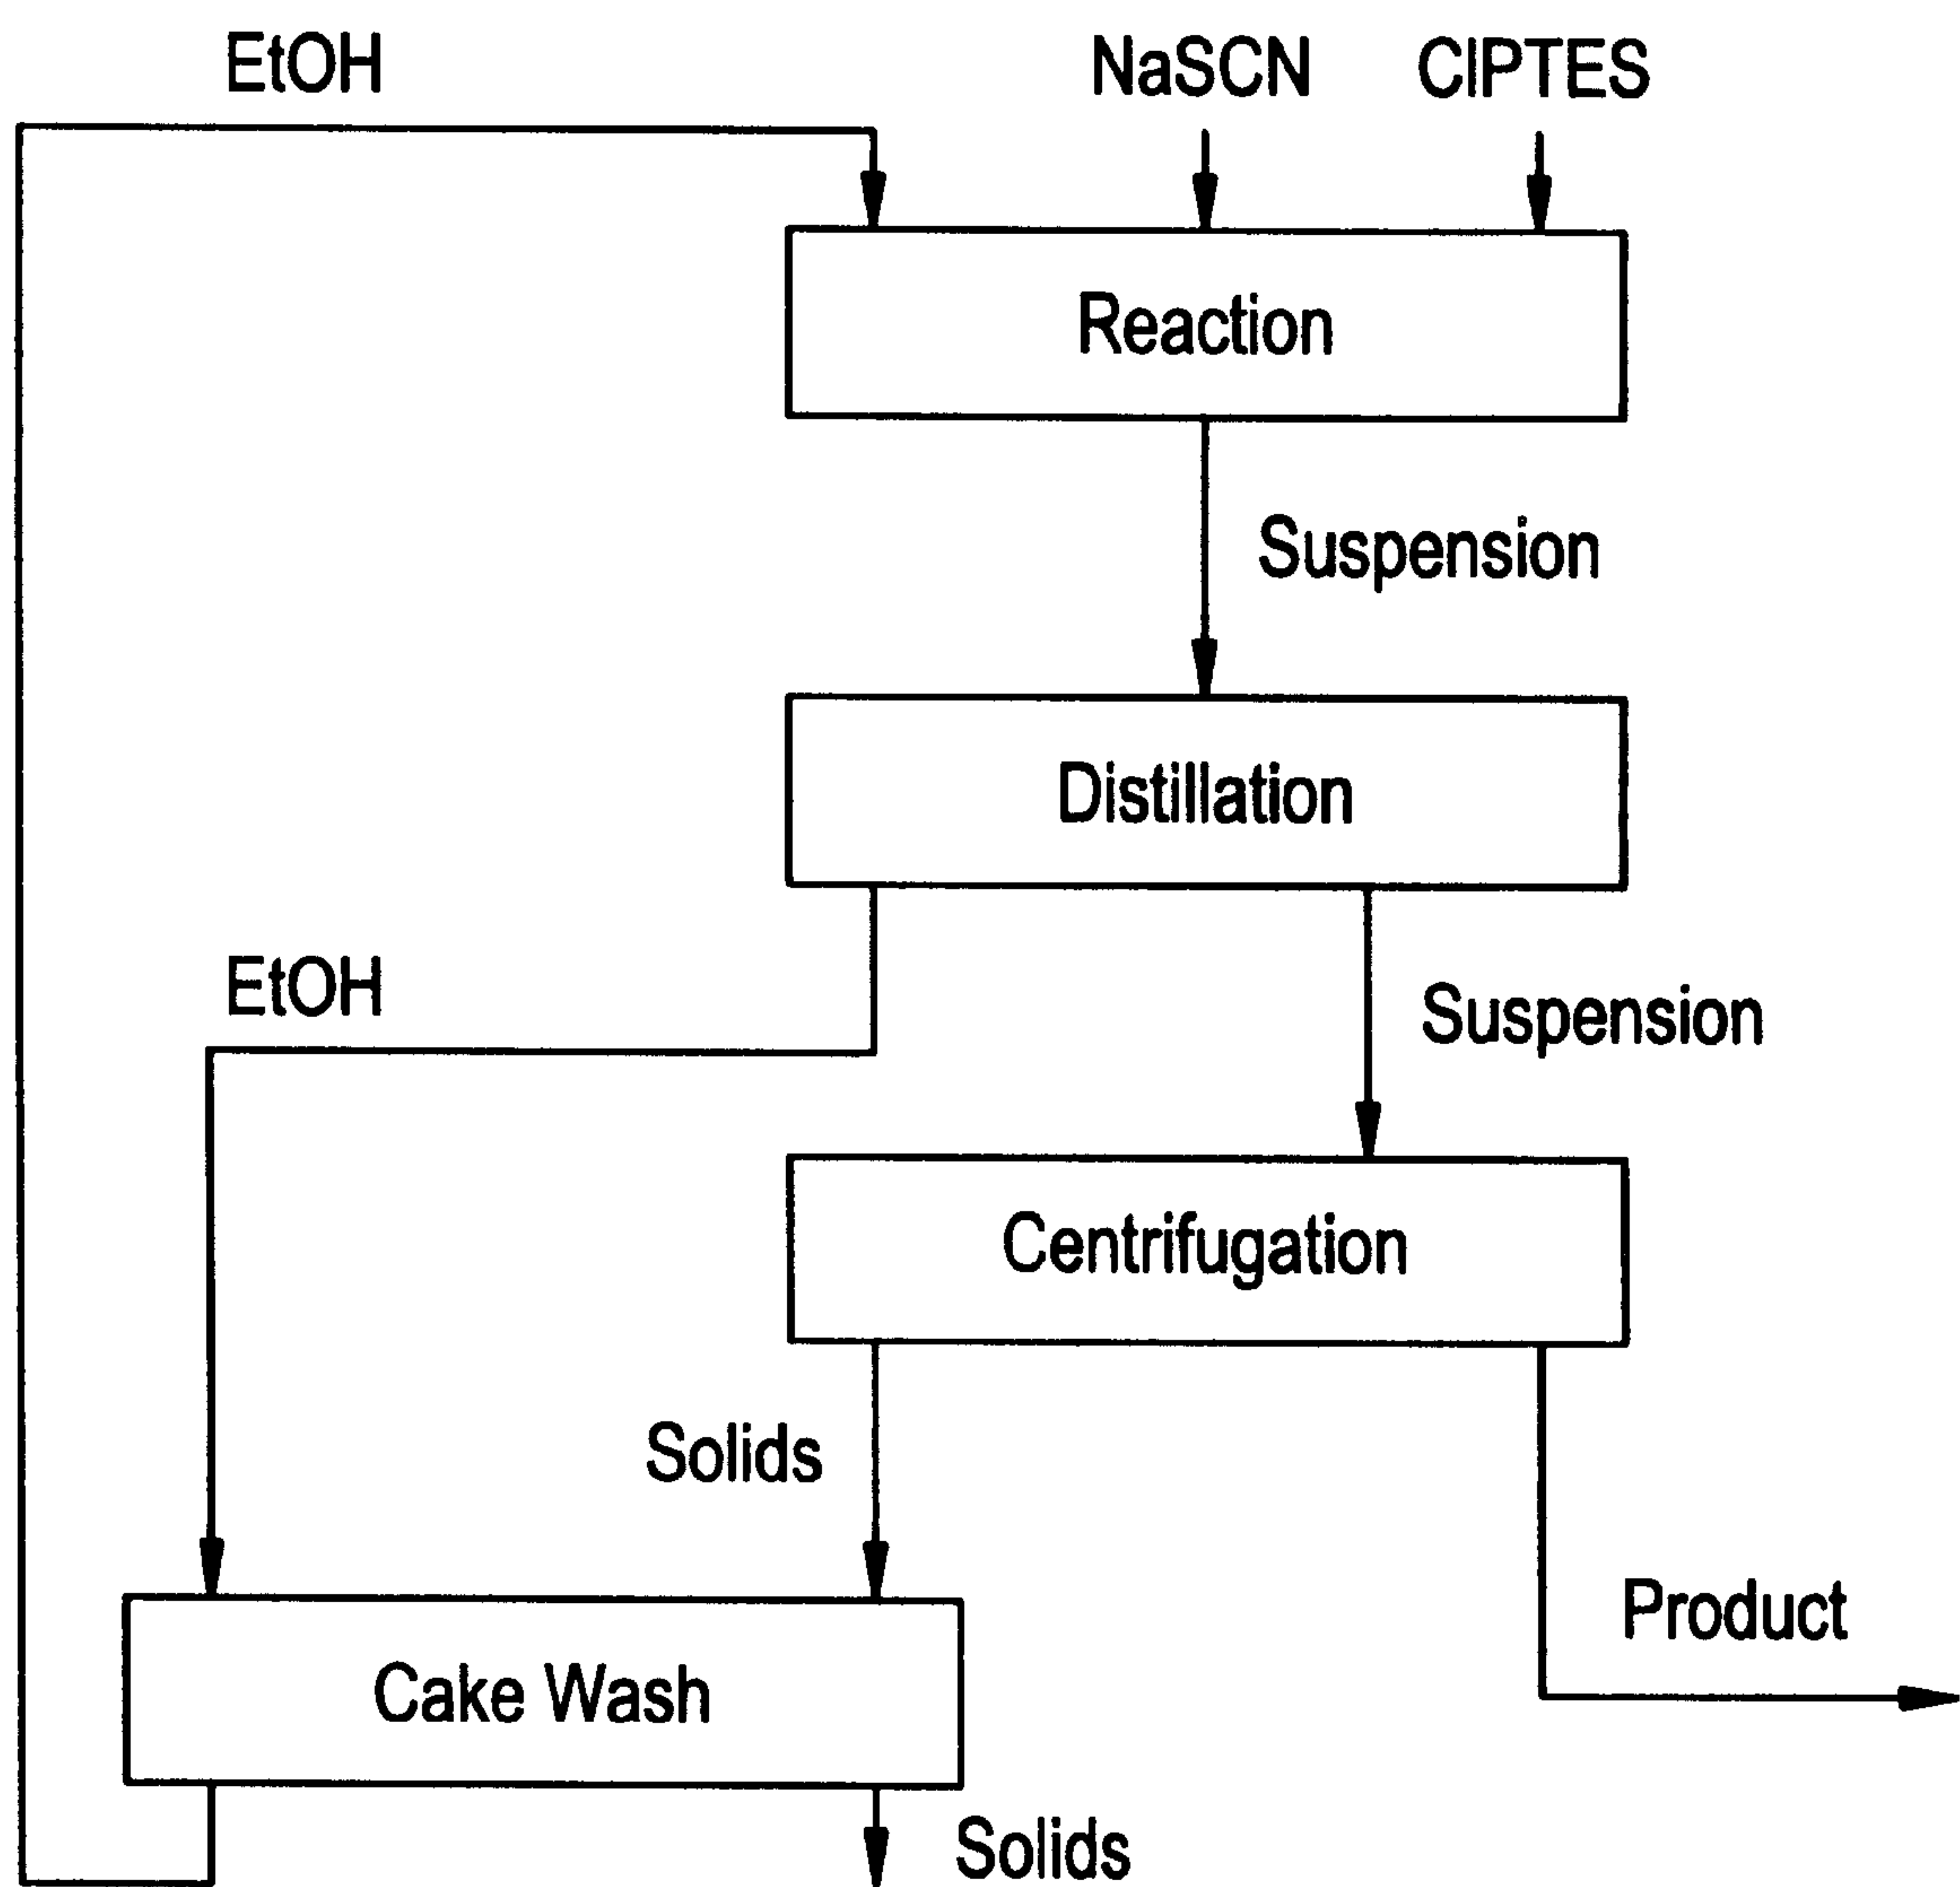 EtOH
NaSCN
ClPTES
Reaction
Suspension
Distillation
EtOH
Suspension
Centrifugation
Solids
Product
Cake Wash
Solids